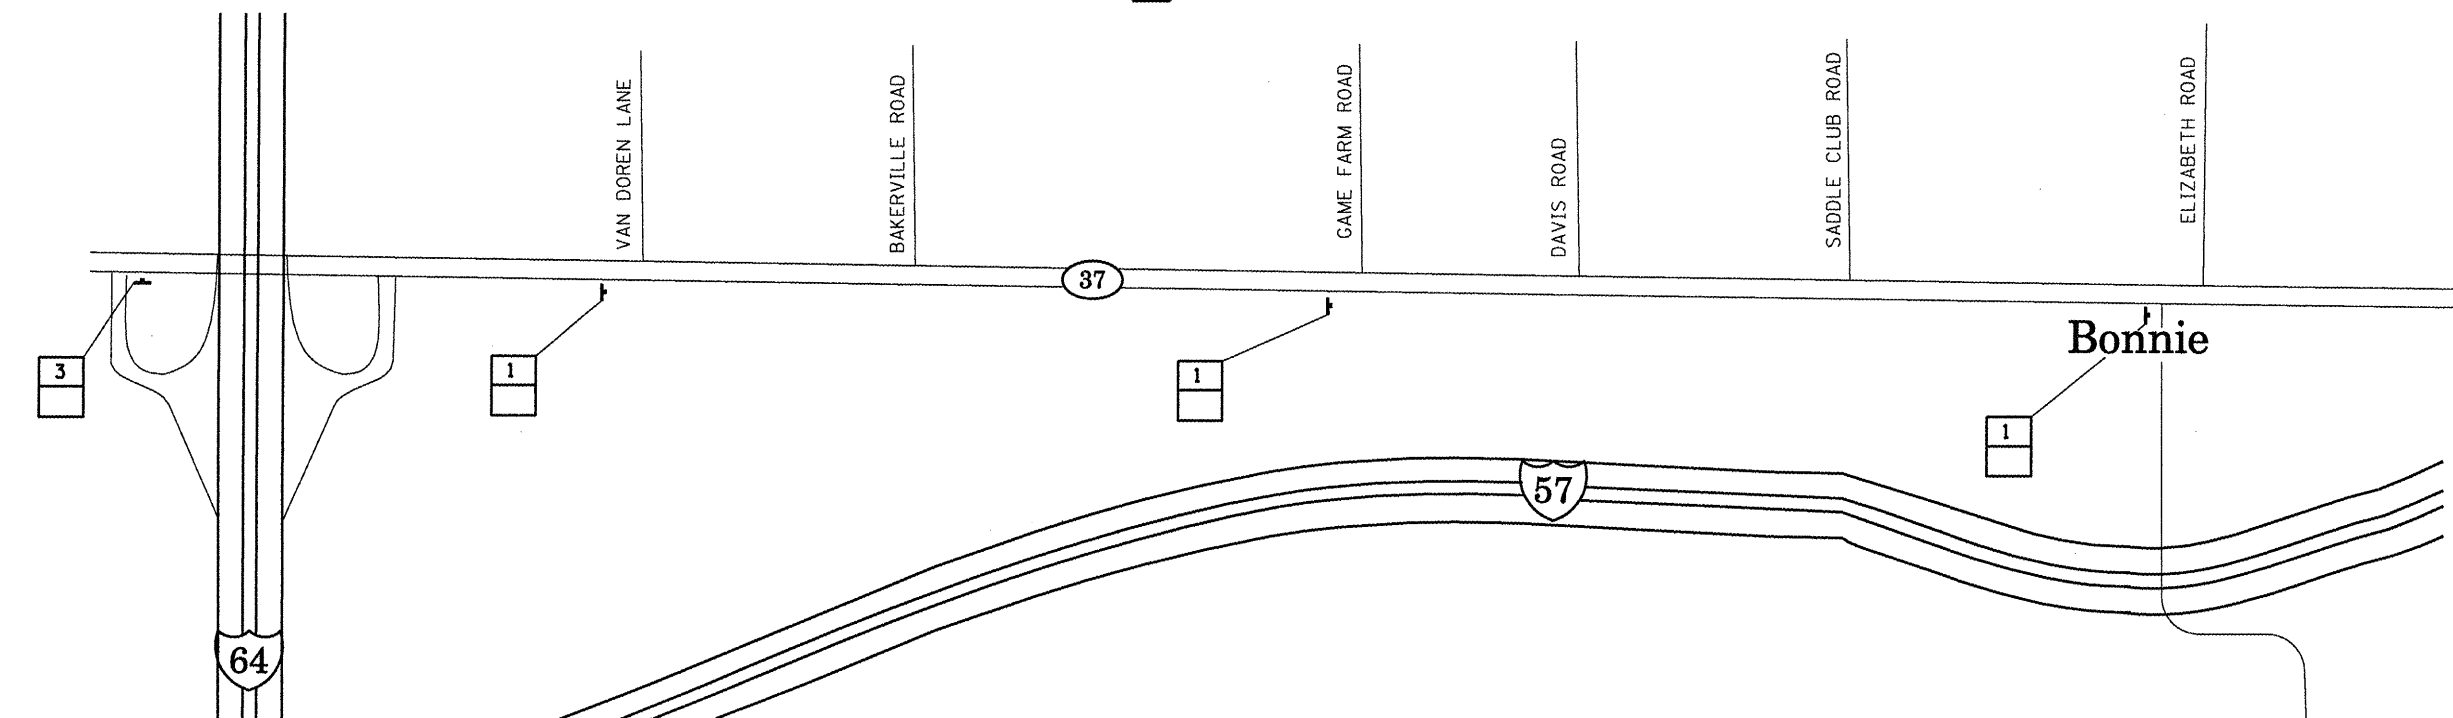 VAN DOREN LANE
BAKERVILLE ROAD
GAME FARM ROAD
DAVIS ROAD
SADDLE CLUB ROAD
ELIZABETH ROAD
37
3
1
1
Bonnie
1
57
64